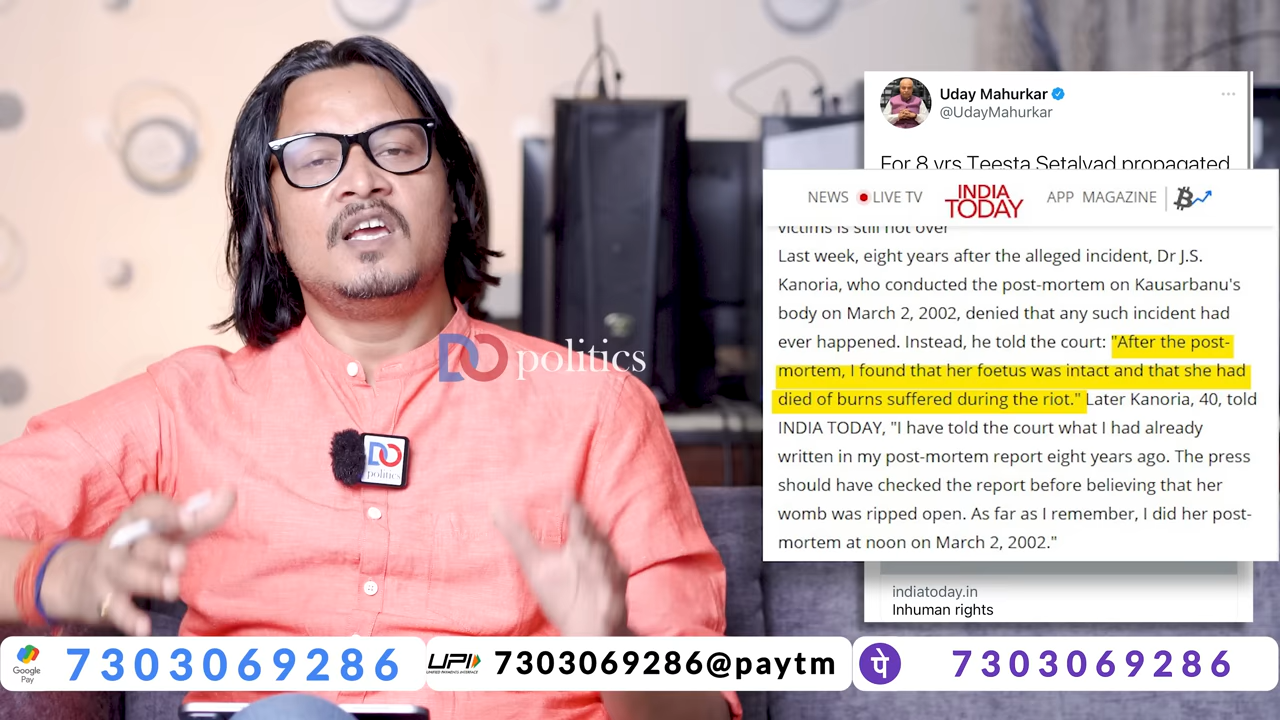 Uday Mahurkar
@UdayMahurkar
For 8 yrs Teesta Setalvad propagated
NEWS LIVE TV INDIA TODAY APP MAGAZINE
victims is still not over
Last week, eight years after the alleged incident, Dr J.S.
Kanoria, who conducted the post-mortem on Kausarbanu's
body on March 2, 2002, denied that any such incident had
ever happened. Instead, he told the court: "After the post-
mortem, I found that her foetus was intact and that she had
died of burns suffered during the riot." Later Kanoria, 40, told
INDIA TODAY, "I have told the court what I had already
written in my post-mortem report eight years ago. The press
should have checked the report before believing that her
womb was ripped open. As far as I remember, I did her post-
mortem at noon on March 2, 2002."
indiatoday.in
Inhuman rights
DO politics
DO
politics
Google
Pay
7303069286
UPI
UNIFIED PAYMENTS INTERFACE
7303069286@paytm
पे
7303069286